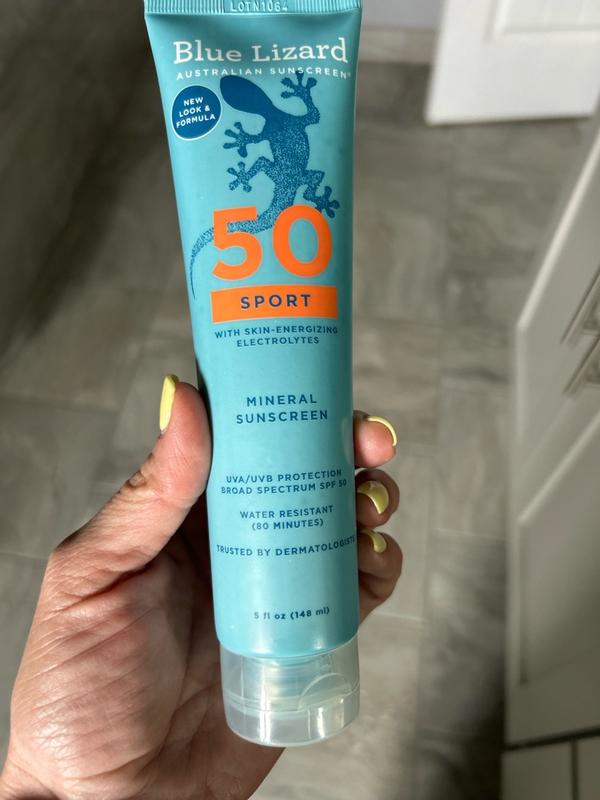 LOTN1064
Blue Lizard
AUSTRALIAN SUNSCREEN®
NEW
LOOK &
FORMULA
50
SPORT
WITH SKIN-ENERGIZING
ELECTROLYTES
MINERAL
SUNSCREEN
UVA/UVB PROTECTION
BROAD SPECTRUM SPF 50
WATER RESISTANT
(80 MINUTES)
TRUSTED BY DERMATOLOGISTS
5 fl oz (148 ml)